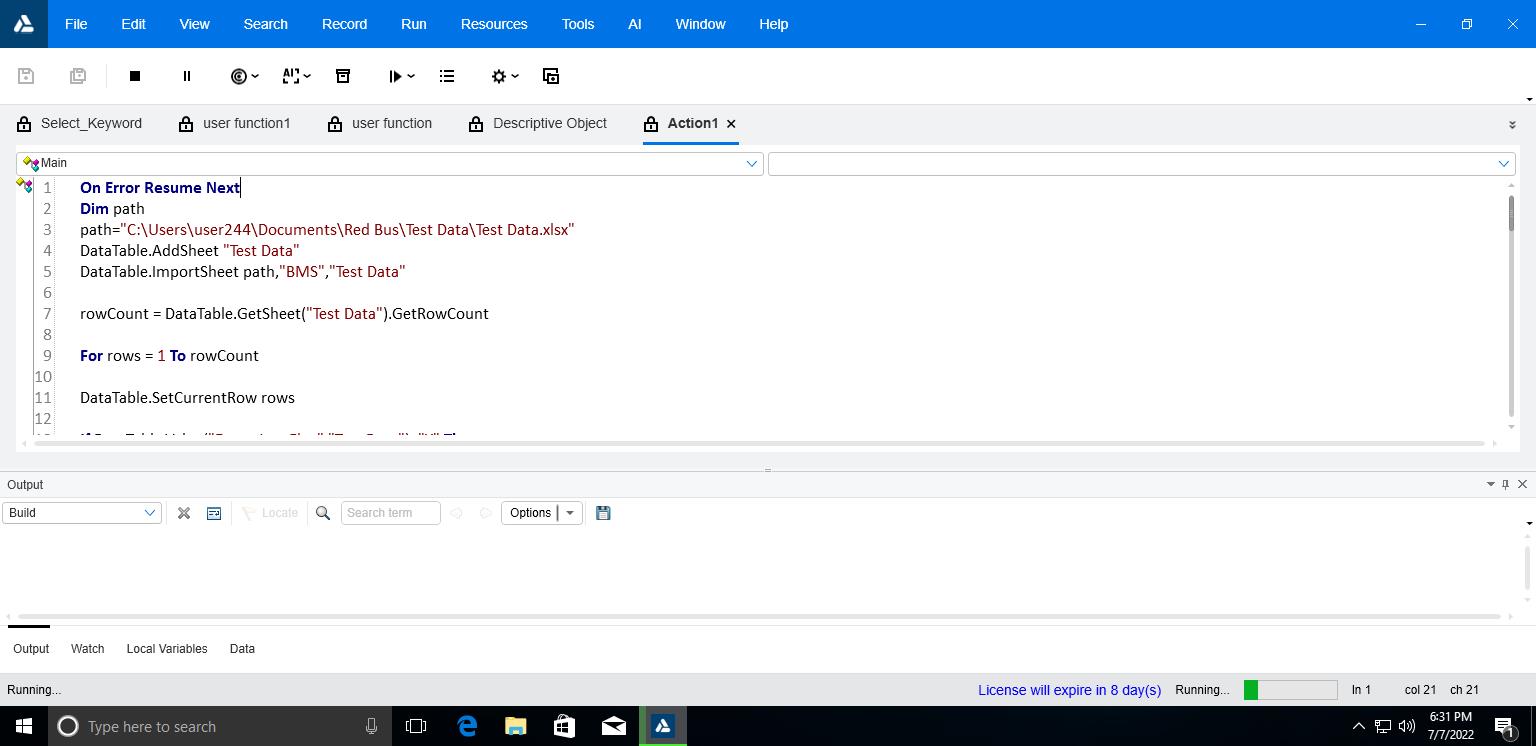 File Edit View Search Record Run Resources Tools AI Window Help
Select_Keyword user function1 user function Descriptive Object Action1
Main
1 On Error Resume Next
2 Dim path
3 path="C:\Users\user244\Documents\Red Bus\Test Data\Test Data.xlsx"
4 DataTable.AddSheet "Test Data"
5 DataTable.ImportSheet path,"BMS","Test Data"
6
7 rowCount = DataTable.GetSheet("Test Data").GetRowCount
8
9 For rows = 1 To rowCount
10
11 DataTable.SetCurrentRow rows
12
Output
Build Locate Search term Options
Output Watch Local Variables Data
Running... License will expire in 8 day(s) Running... ln 1 col 21 ch 21
Type here to search
6:31 PM
7/7/2022
1